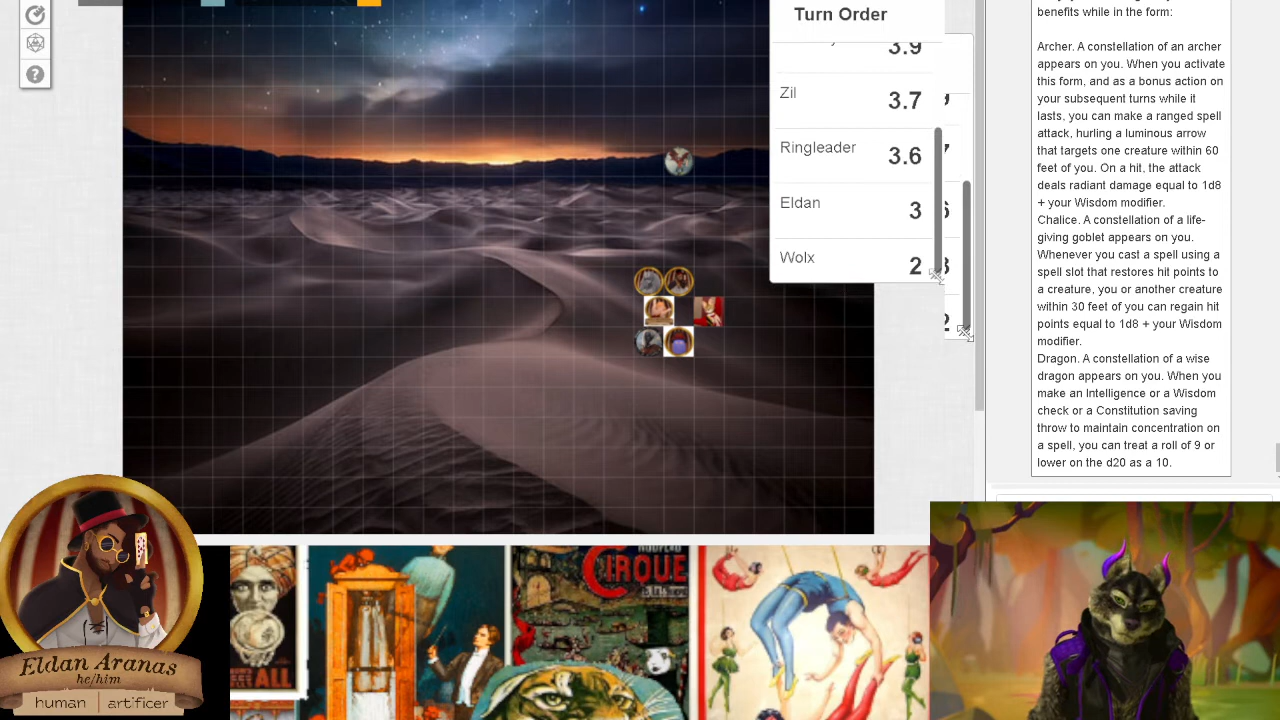 Turn Order
3.9
Zil
3.7
Ringleader
3.6
Eldan
3
Wolx
2
benefits while in the form:
Archer. A constellation of an archer
appears on you. When you activate
this form, and as a bonus action on
your subsequent turns while it
lasts, you can make a ranged spell
attack, hurling a luminous arrow
that targets one creature within 60
feet of you. On a hit, the attack
deals radiant damage equal to 1d8
+ your Wisdom modifier.
Chalice. A constellation of a life-
giving goblet appears on you.
Whenever you cast a spell using a
spell slot that restores hit points to
a creature, you or another creature
within 30 feet of you can regain hit
points equal to 1d8 + your Wisdom
modifier.
Dragon. A constellation of a wise
dragon appears on you. When you
make an Intelligence or a Wisdom
check or a Constitution saving
throw to maintain concentration on
a spell, you can treat a roll of 9 or
lower on the d20 as a 10.
Eldan Aranas
he/him
human | artificer
ALL
NOUVEAU
CIRQUE